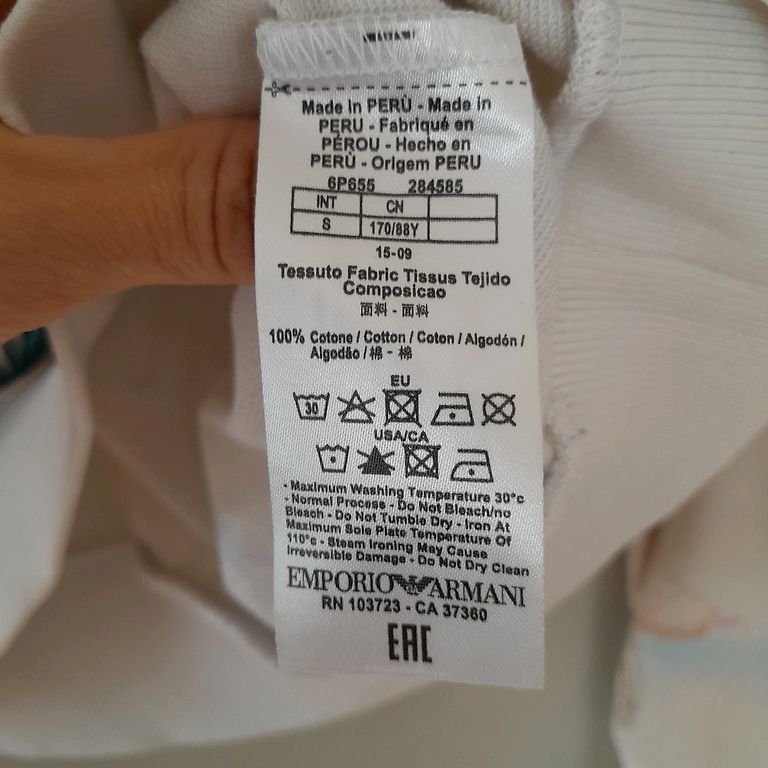 Made in PERÙ - Made in
PERU - Fabriqué en
PÉROU - Hecho en
PERÙ - Origem PERU
6P655 284585
INT CN
S 170/88Y
15-09
Tessuto Fabric Tissus Tejido
Composicao
面料 - 面料
100% Cotone / Cotton / Coton / Algodón /
Algodão / 棉 - 棉
EU
30
USA/CA
- Maximum Washing Temperature 30°c
- Normal Process - Do Not Bleach/no
Bleach - Do Not Tumble Dry - Iron At
Maximum Sole Plate Temperature Of
110°c - Steam Ironing May Cause
Irreversible Damage - Do Not Dry Clean
EMPORIO ARMANI
RN 103723 - CA 37360
EAC